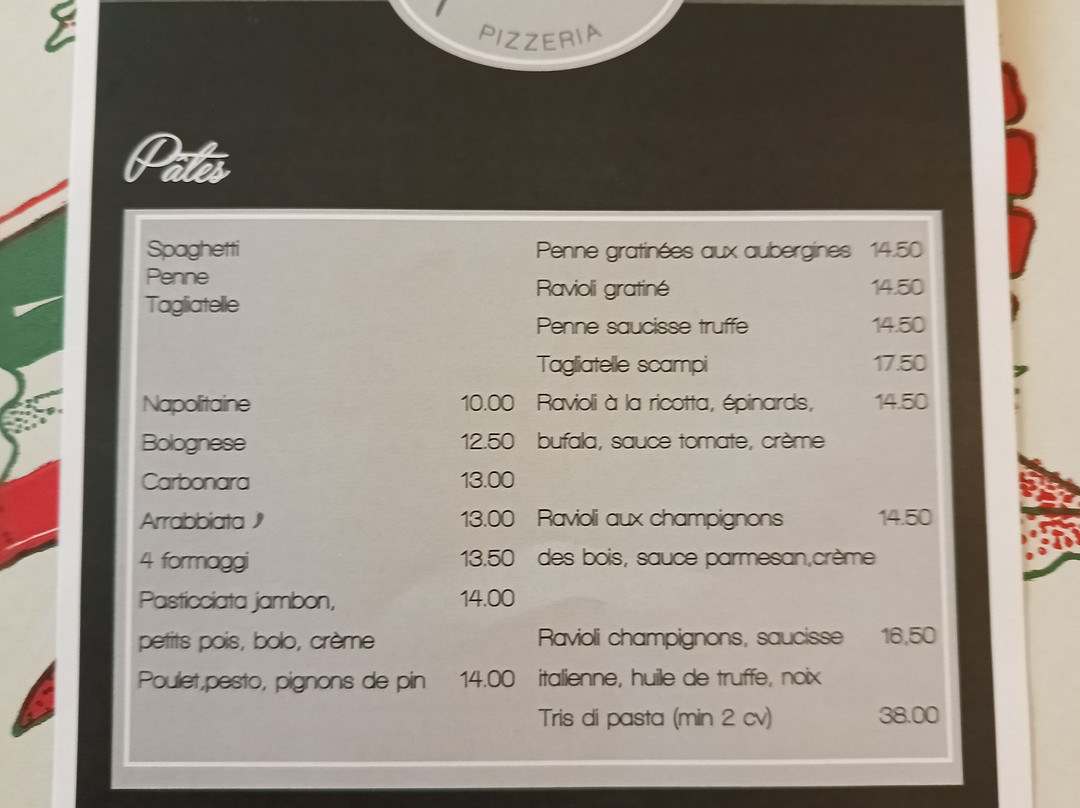 PIZZERIA
Pâtes
Spaghetti
Penne
Tagliatelle
Napolitaine 10.00
Bolognese 12.50
Carbonara 13.00
Arrabbiata 13.00
4 formaggi 13.50
Pasticciata jambon, 14.00
petits pois, bolo, crème
Poulet,pesto, pignons de pin 14.00
Penne gratinées aux aubergines 14.50
Ravioli gratiné 14.50
Penne saucisse truffe 14.50
Tagliatelle scampi 17.50
Ravioli à la ricotta, épinards, 14.50
bufala, sauce tomate, crème
Ravioli aux champignons 14.50
des bois, sauce parmesan,crème
Ravioli champignons, saucisse 16,50
italienne, huile de truffe, noix
Tris di pasta (min 2 cv) 38.00